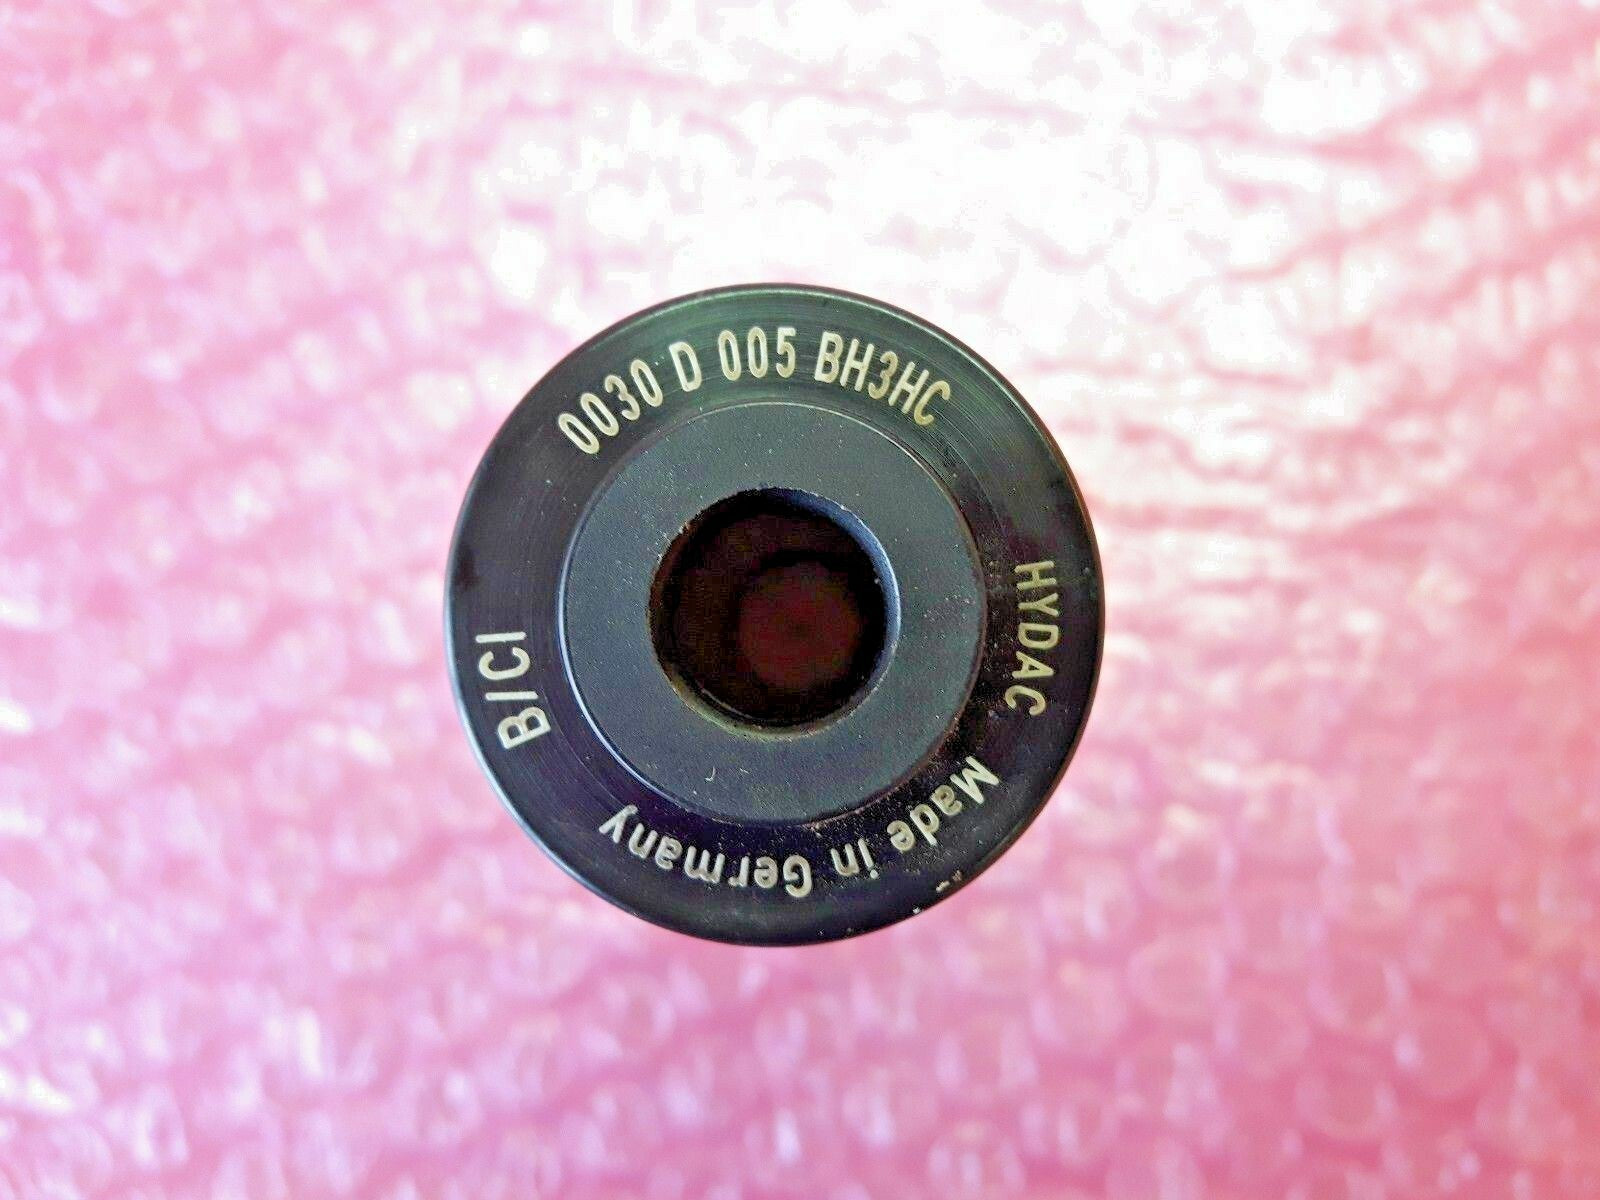 0030 D 005 BH3HC
HYDAC
Made in Germany
B/CI